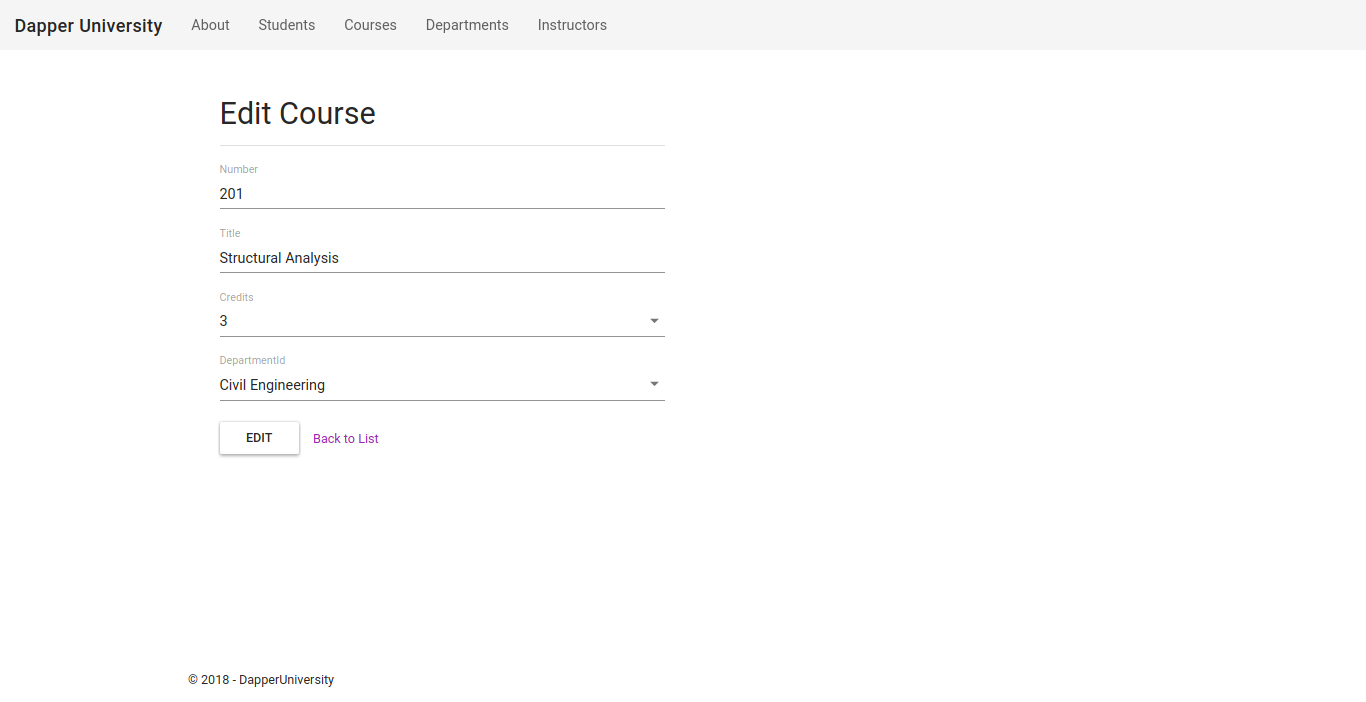 Dapper University About Students Courses Departments Instructors
Edit Course
Number
201
Title
Structural Analysis
Credits
3
DepartmentId
Civil Engineering
EDIT Back to List
© 2018 - DapperUniversity